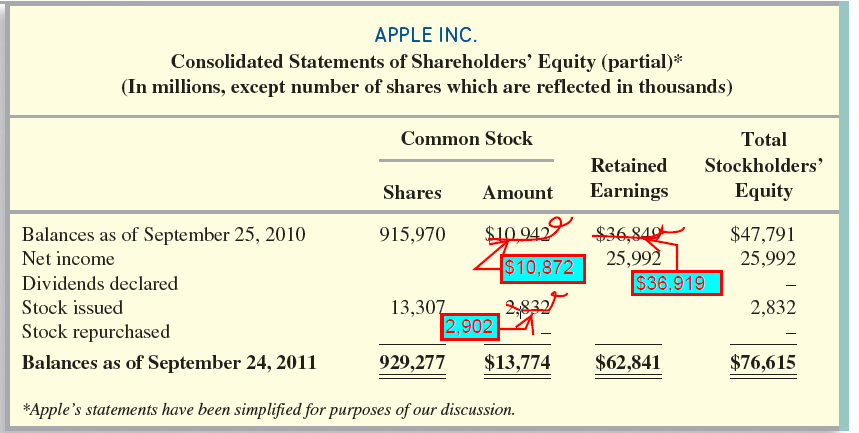 APPLE INC.
Consolidated Statements of Shareholders' Equity (partial)*
(In millions, except number of shares which are reflected in thousands)
Common Stock Total
Retained Stockholders'
Shares Amount Earnings Equity
Balances as of September 25, 2010 915,970 $10,942 $36,849 $47,791
Net income 25,992 25,992
$10,872
Dividends declared –
$36,919
Stock issued 13,307 2,832 2,832
2,902
Stock repurchased – –
Balances as of September 24, 2011 929,277 $13,774 $62,841 $76,615
*Apple's statements have been simplified for purposes of our discussion.